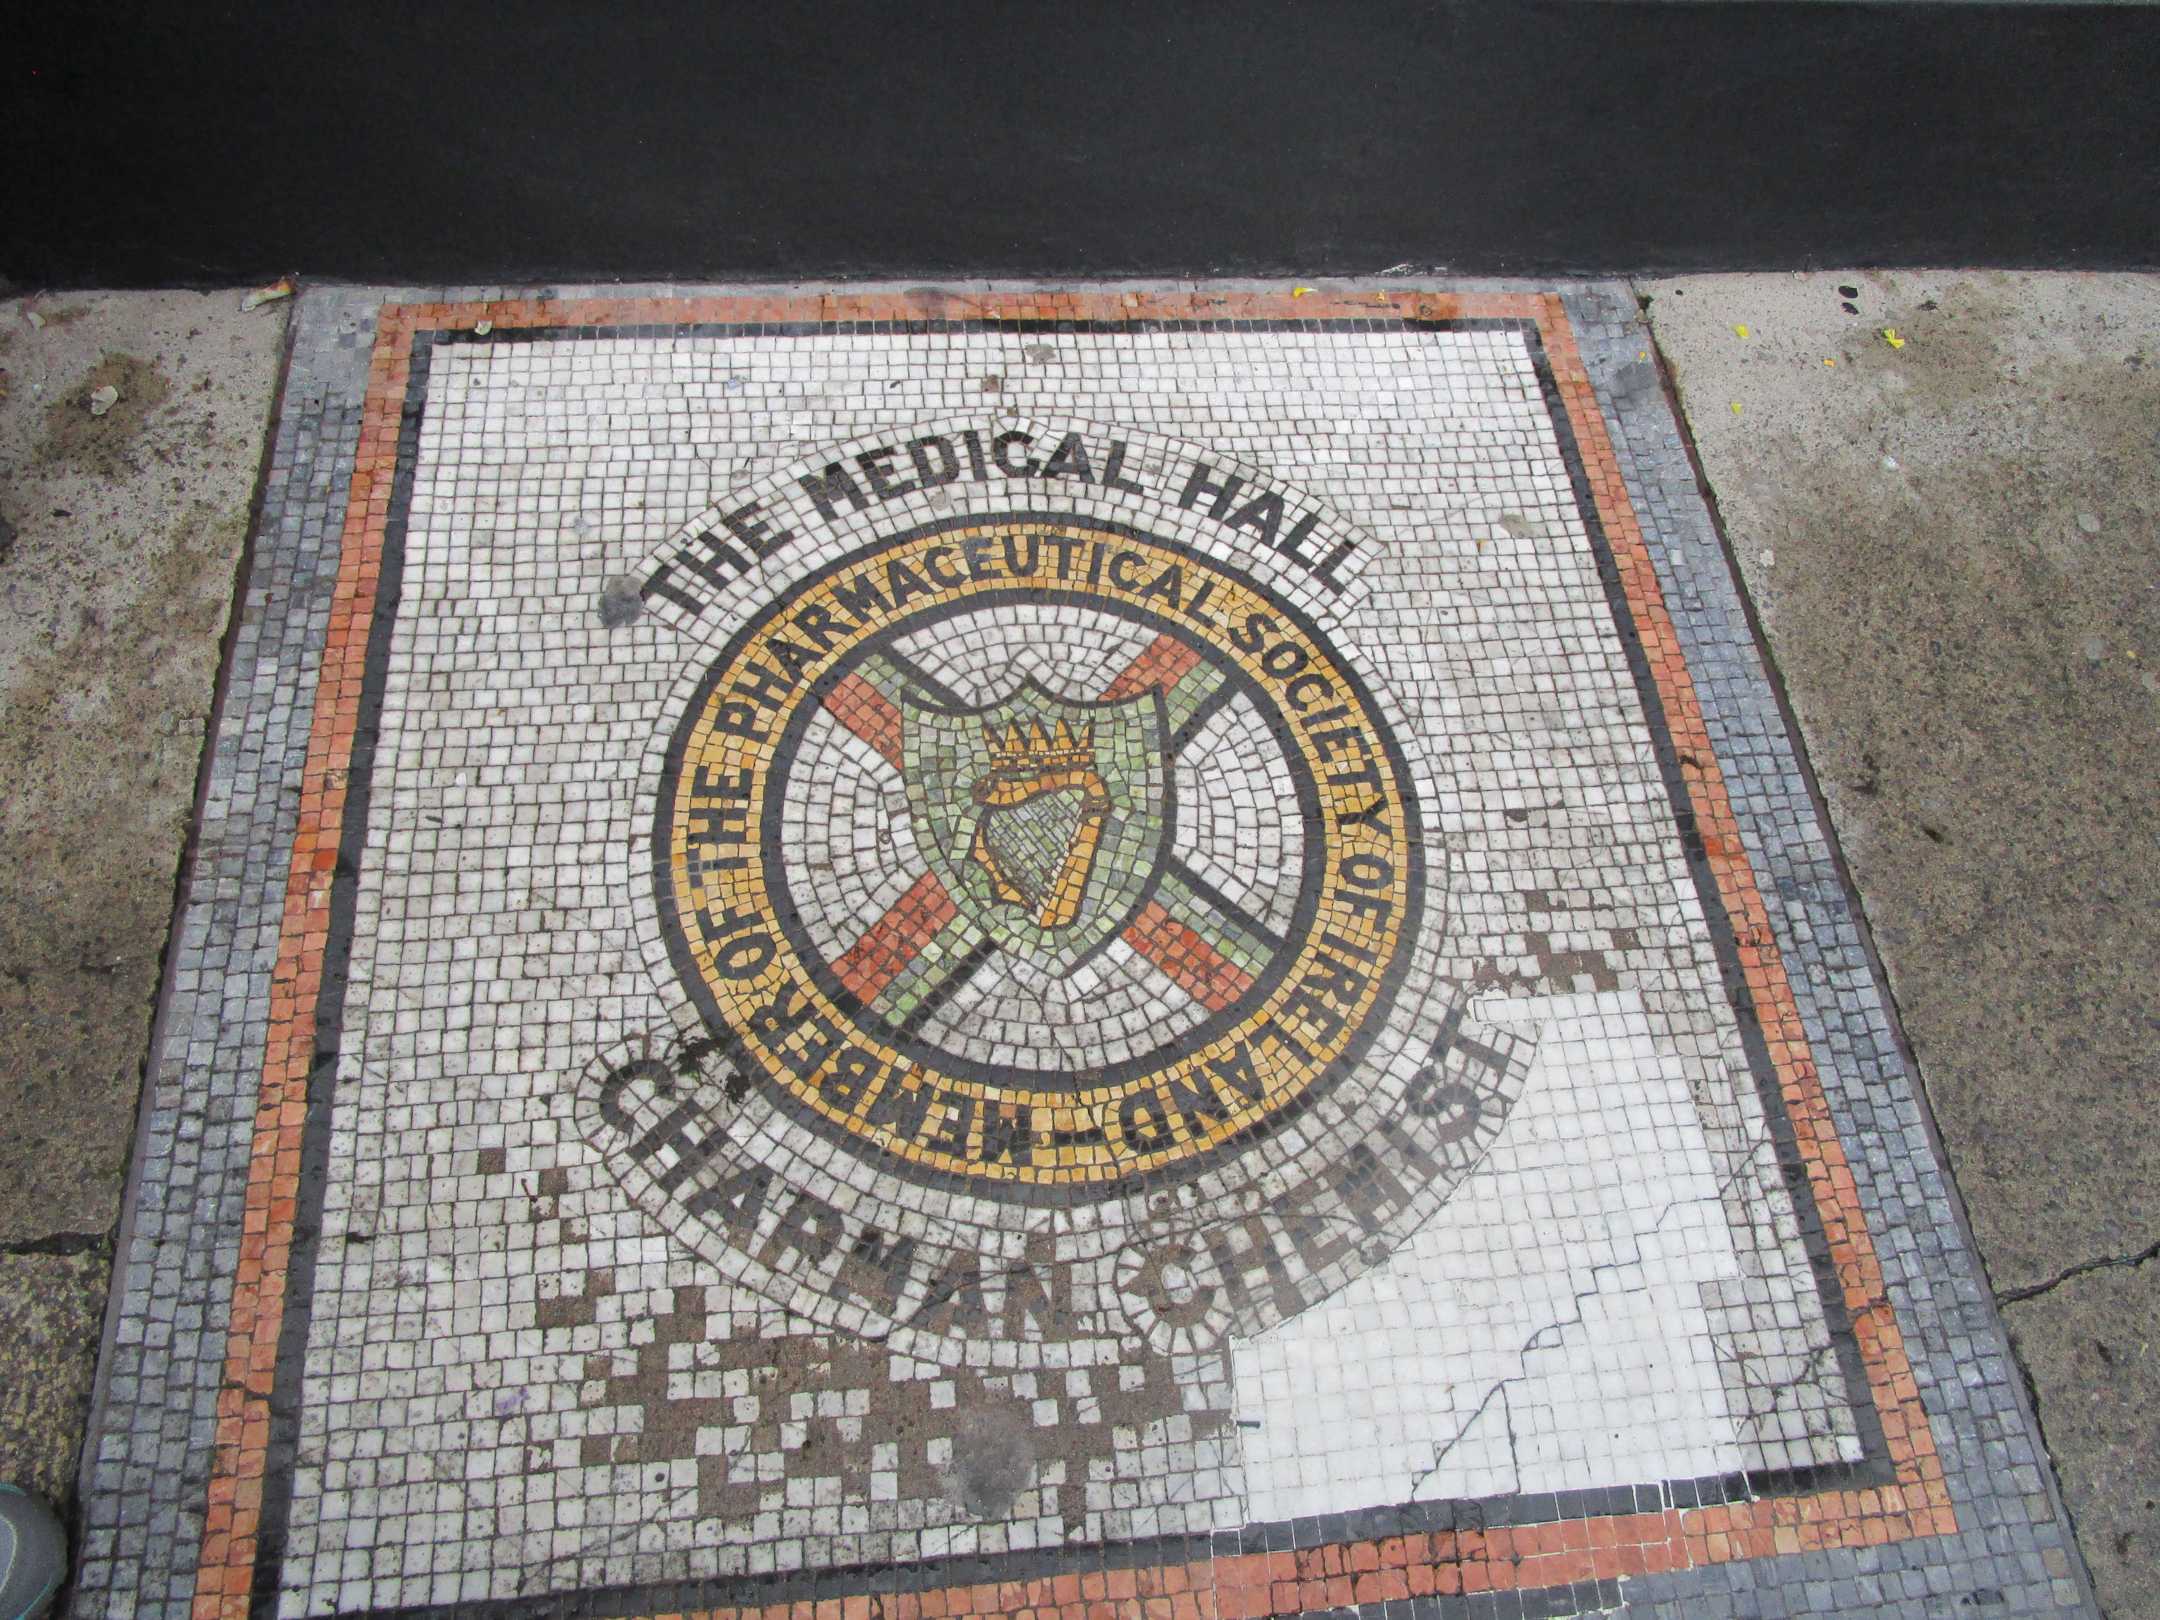 THE MEDICAL HALL
MEMBER OF THE PHARMACEUTICAL SOCIETY OF IRELAND
CHARMAN CHEMIST